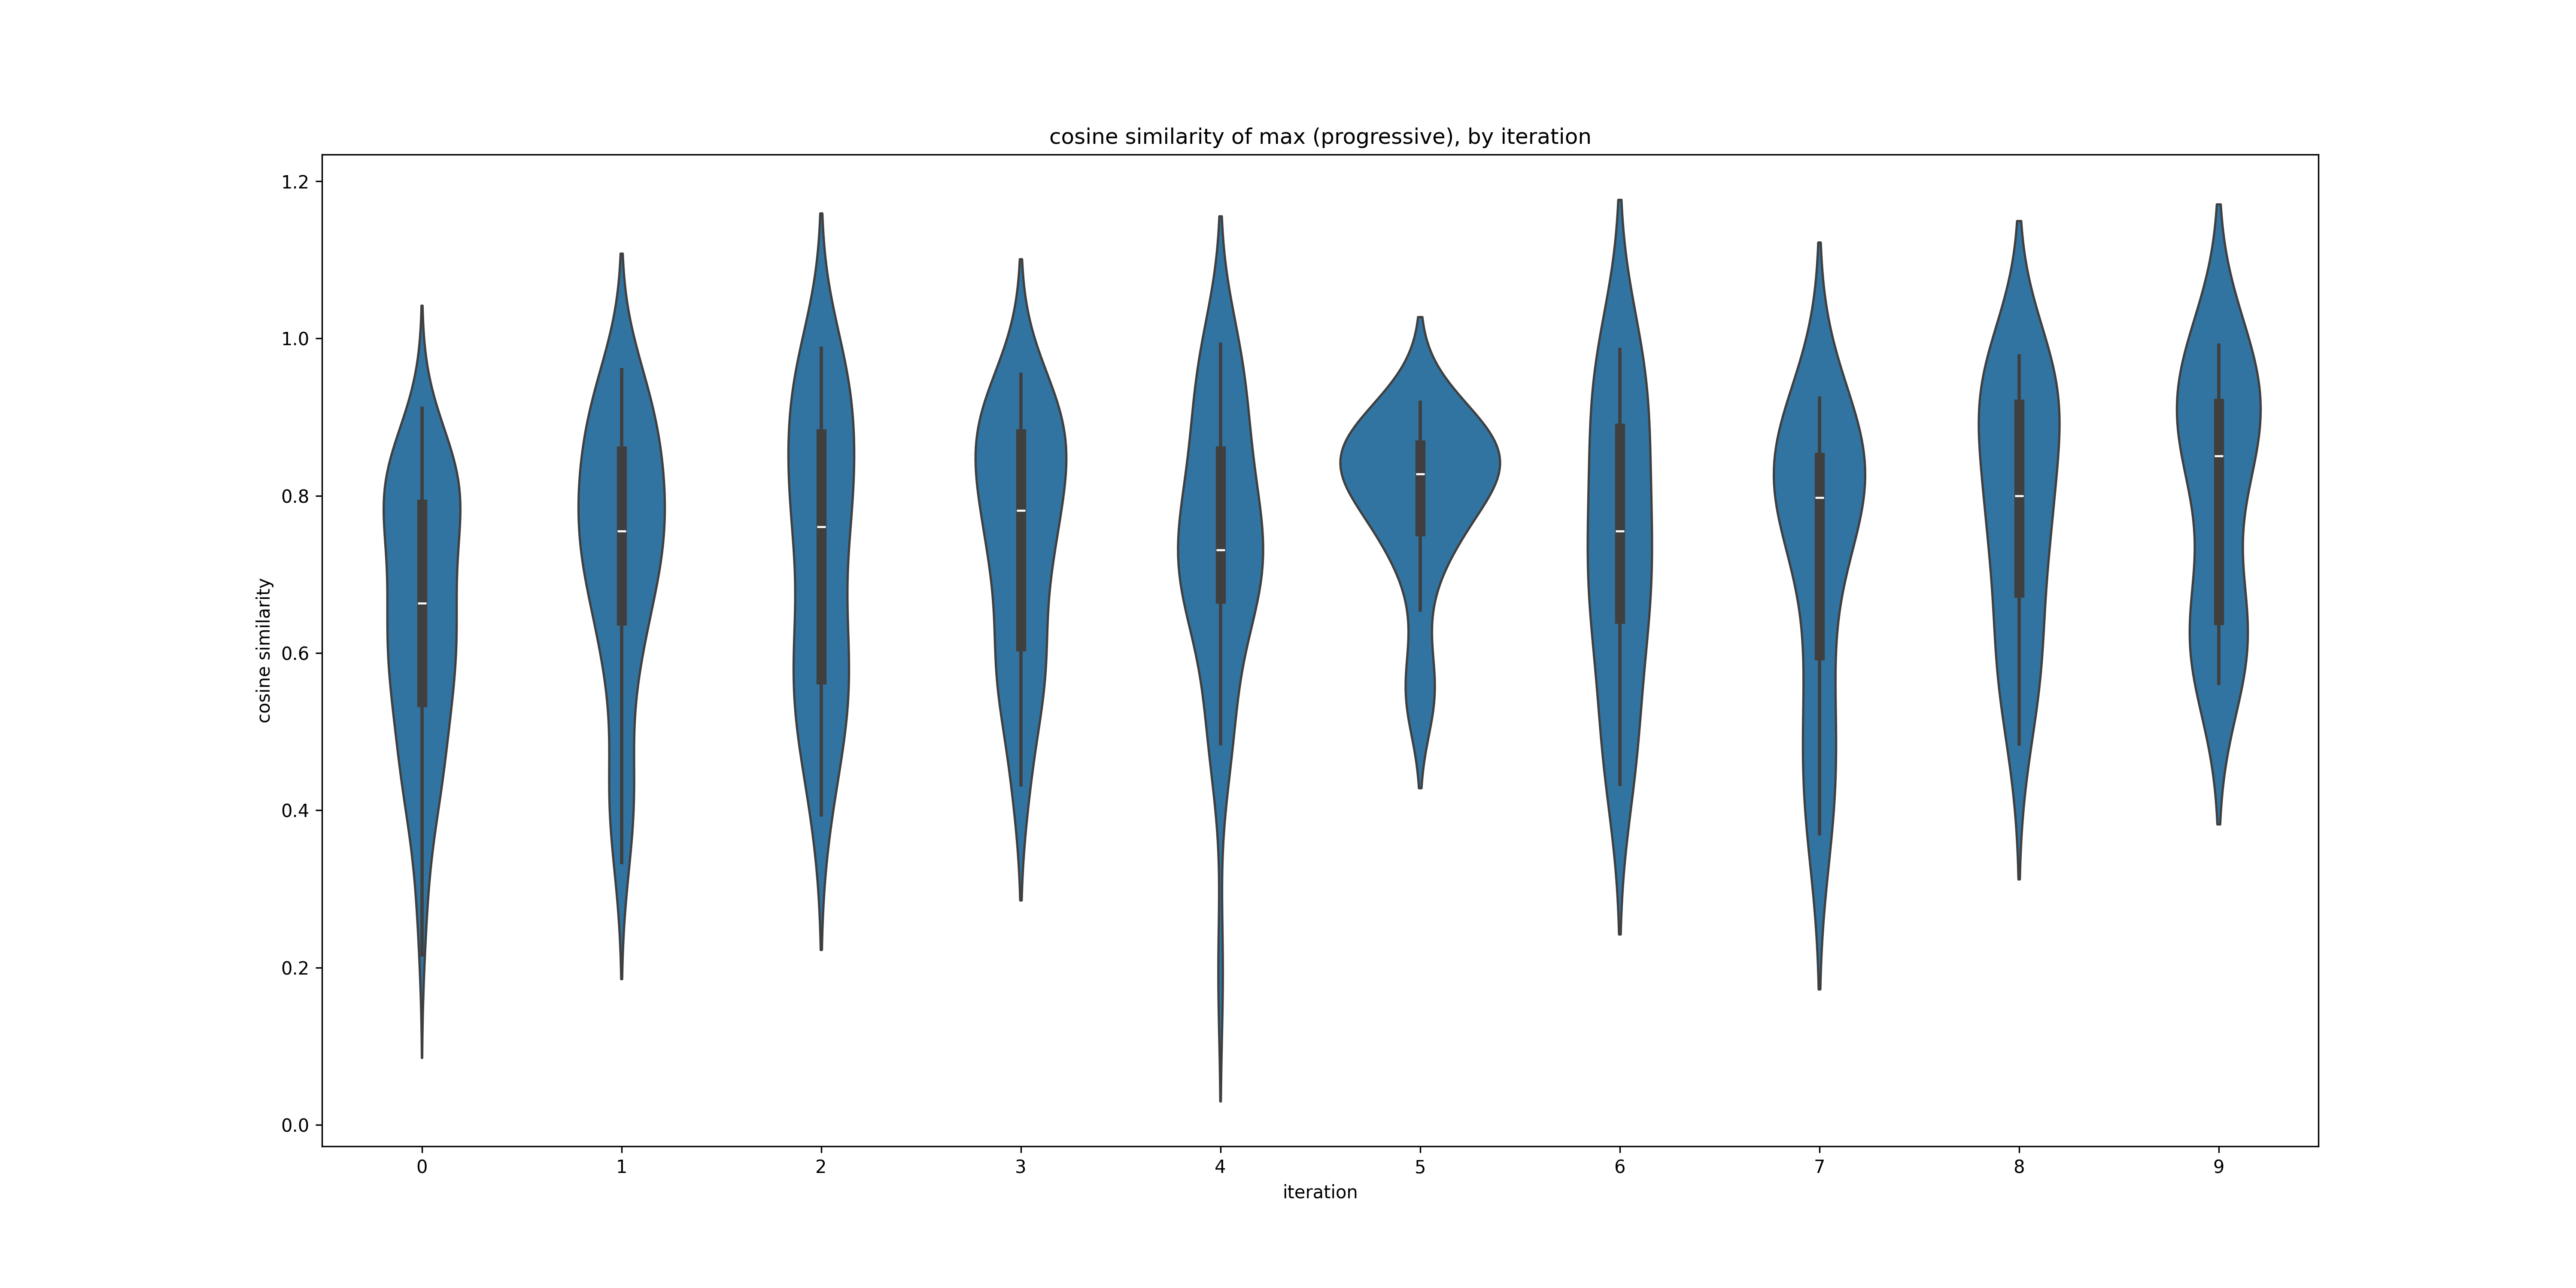 cosine similarity of max (progressive), by iteration
1.2
1.0
0.8
0.6
0.4
0.2
0.0
cosine similarity
0 1 2 3 4 5 6 7 8 9
iteration